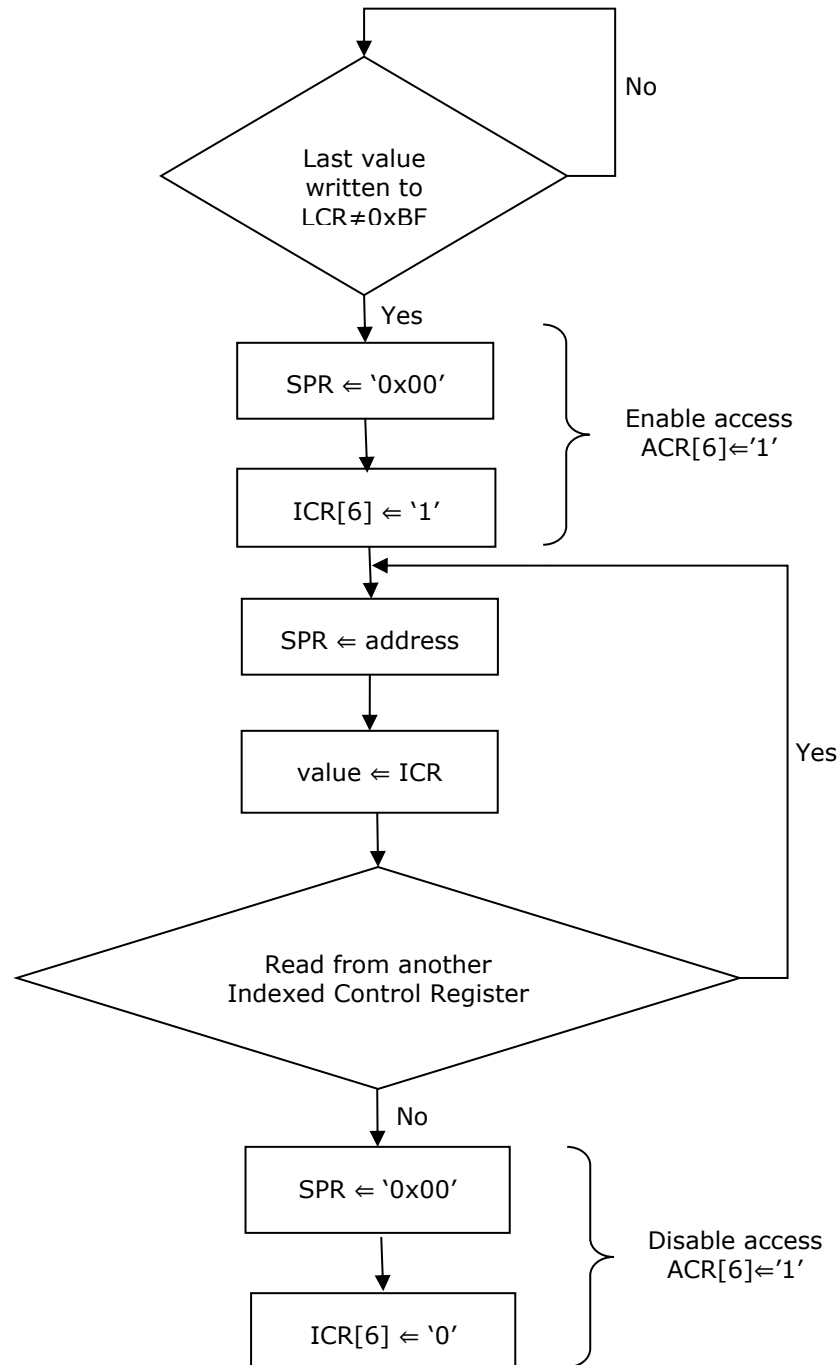 No
Last value
written to
LCR≠0xBF
Yes
SPR ⇐ ‘0x00’
Enable access
ACR[6]⇐’1’
ICR[6] ⇐ ‘1’
SPR ⇐ address
value ⇐ ICR
Yes
Read from another
Indexed Control Register
No
SPR ⇐ ‘0x00’
Disable access
ACR[6]⇐’1’
ICR[6] ⇐ ‘0’